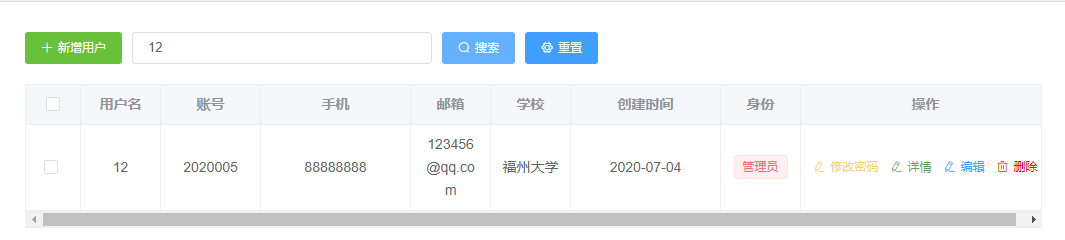 新增用户 12 搜索 重置
用户名 账号 手机 邮箱 学校 创建时间 身份 操作
12 2020005 88888888 123456@qq.com 福州大学 2020-07-04 管理员 修改密码 详情 编辑 删除